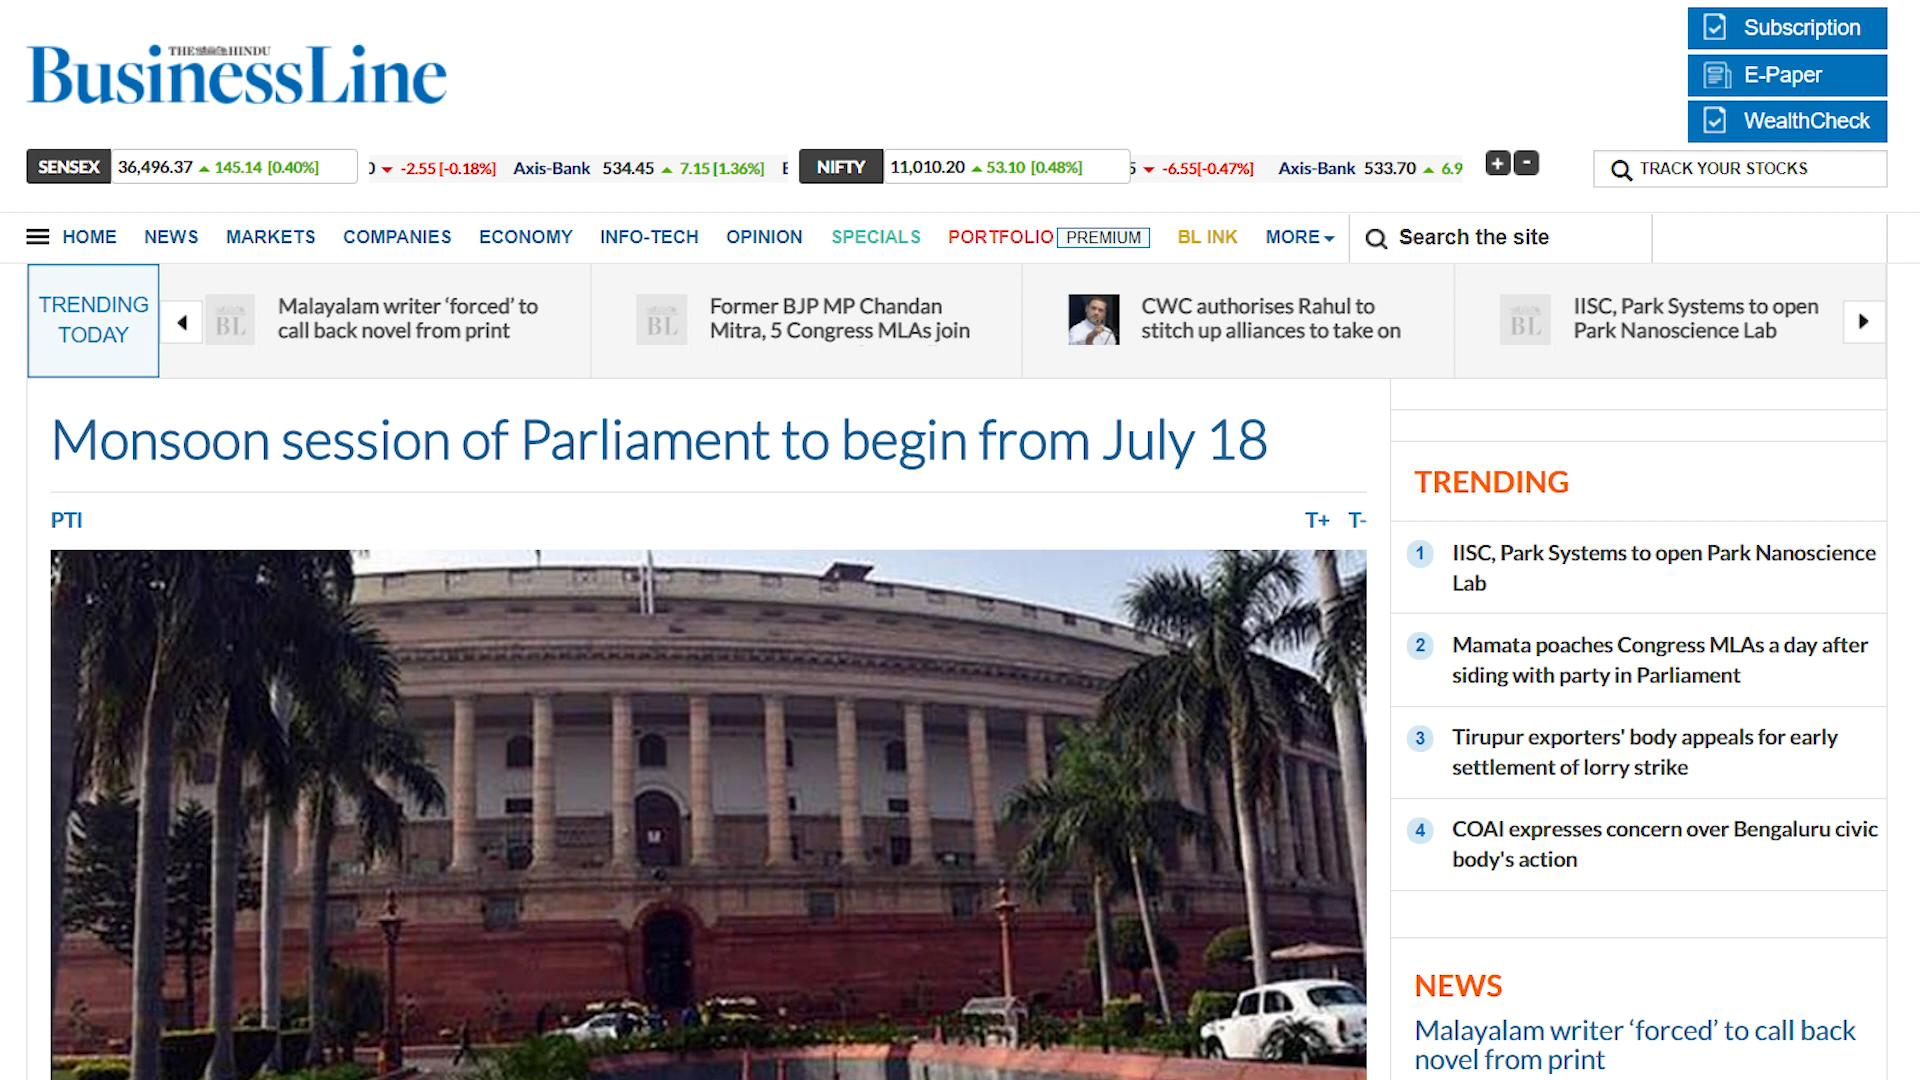 THE HINDU
BusinessLine
Subscription
E-Paper
WealthCheck
SENSEX 36,496.37 145.14 [0.40%] -2.55 [-0.18%] Axis-Bank 534.45 7.15 [1.36%] NIFTY 11,010.20 53.10 [0.48%] -6.55[-0.47%] Axis-Bank 533.70 6.9 + - TRACK YOUR STOCKS
HOME NEWS MARKETS COMPANIES ECONOMY INFO-TECH OPINION SPECIALS PORTFOLIO PREMIUM BL INK MORE Search the site
TRENDING
TODAY
BL
Malayalam writer ‘forced’ to
call back novel from print
BL
Former BJP MP Chandan
Mitra, 5 Congress MLAs join
CWC authorises Rahul to
stitch up alliances to take on
BL
IISC, Park Systems to open
Park Nanoscience Lab
Monsoon session of Parliament to begin from July 18
PTI
T+ T-
TRENDING
1 IISC, Park Systems to open Park Nanoscience
Lab
2 Mamata poaches Congress MLAs a day after
siding with party in Parliament
3 Tirupur exporters' body appeals for early
settlement of lorry strike
4 COAI expresses concern over Bengaluru civic
body's action
NEWS
Malayalam writer ‘forced’ to call back
novel from print